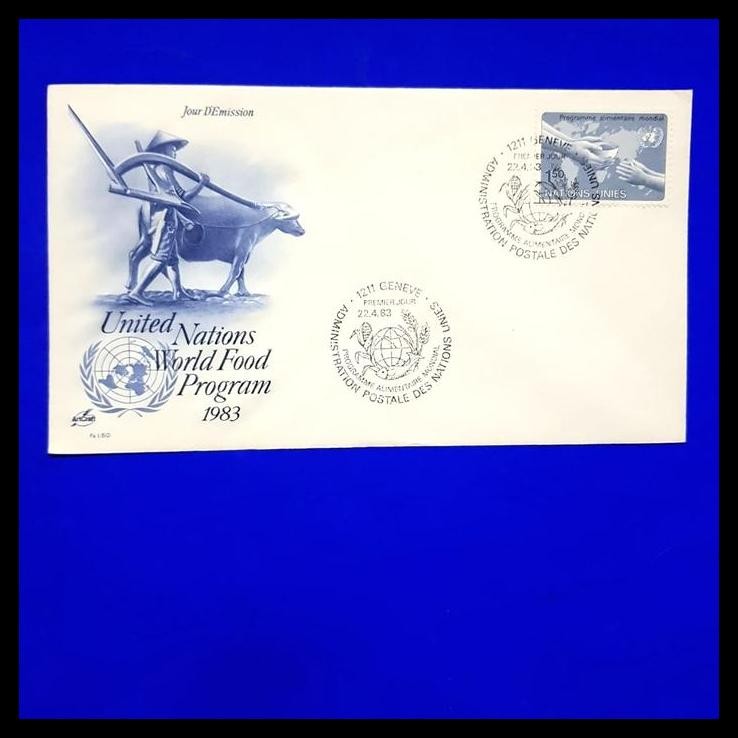 Jour D'Emission
United
Nations
World Food
Program
1983
ArtCraft
Programme alimentaire mondial
1,50
NATIONS UNIES
1211 GENEVE
PREMIER JOUR
22.4.83
PROGRAMME ALIMENTAIRE MONDIAL
ADMINISTRATION POSTALE DES NATIONS UNIES
1211 GENEVE
PREMIER JOUR
22.4.83
PROGRAMME ALIMENTAIRE MONDIAL
ADMINISTRATION POSTALE DES NATIONS UNIES